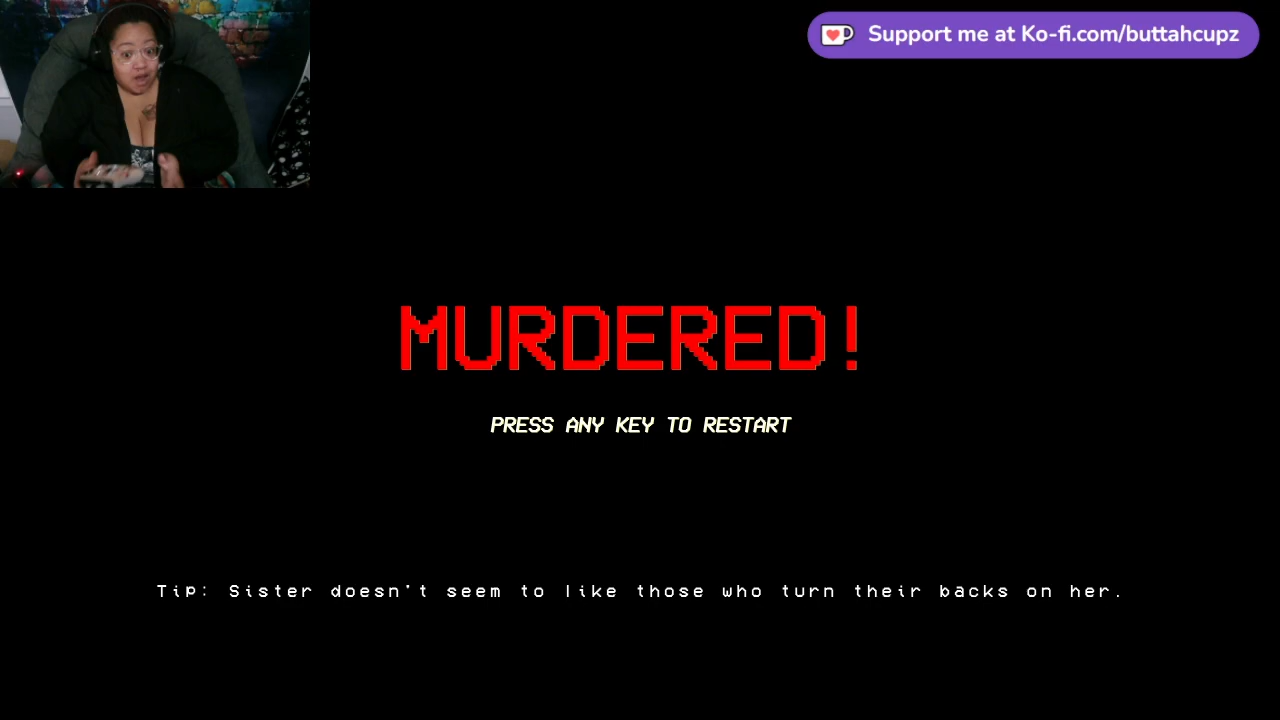 Support me at Ko-fi.com/buttahcupz
MURDERED!
PRESS ANY KEY TO RESTART
Tip: Sister doesn't seem to like those who turn their backs on her.